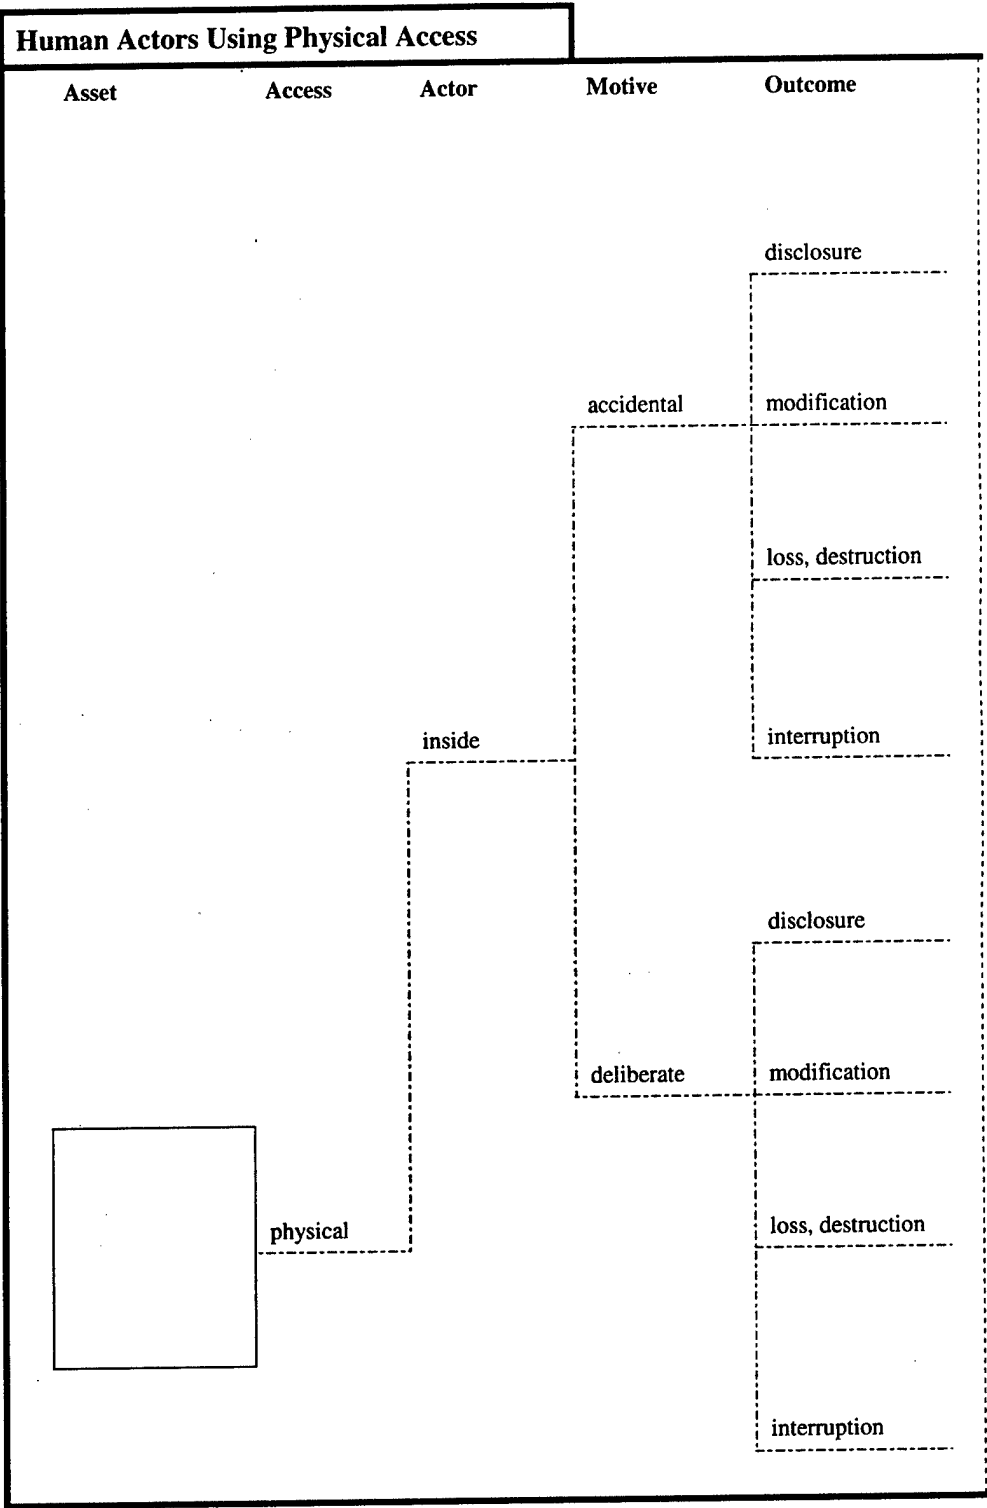 Human Actors Using Physical Access
Asset Access Actor Motive Outcome
disclosure
accidental modification
loss, destruction
inside interruption
disclosure
deliberate modification
physical loss, destruction
interruption